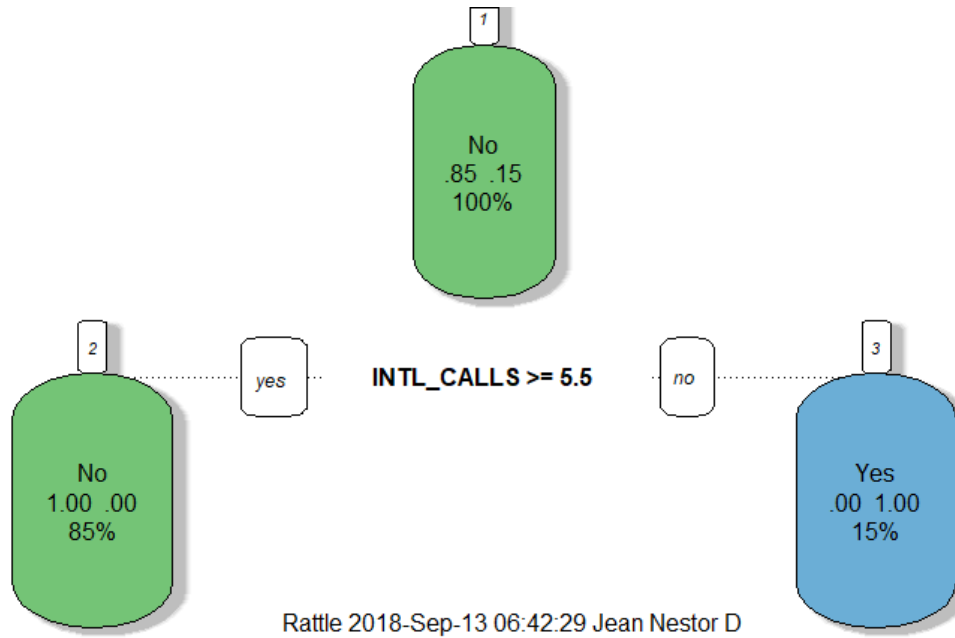 1
No
.85 .15
100%
2
yes
INTL_CALLS >= 5.5
no
3
No
1.00 .00
85%
Yes
.00 1.00
15%
Rattle 2018-Sep-13 06:42:29 Jean Nestor D